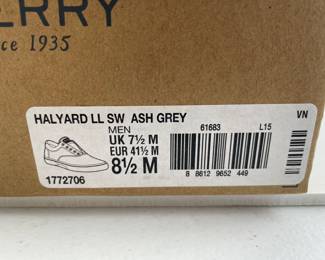 ERRY
ce 1935
HALYARD LL SW ASH GREY
VN
MEN
61683
L15
UK 7½ M
EUR 41½ M
8½ M
1772706
8 8612 9652 449